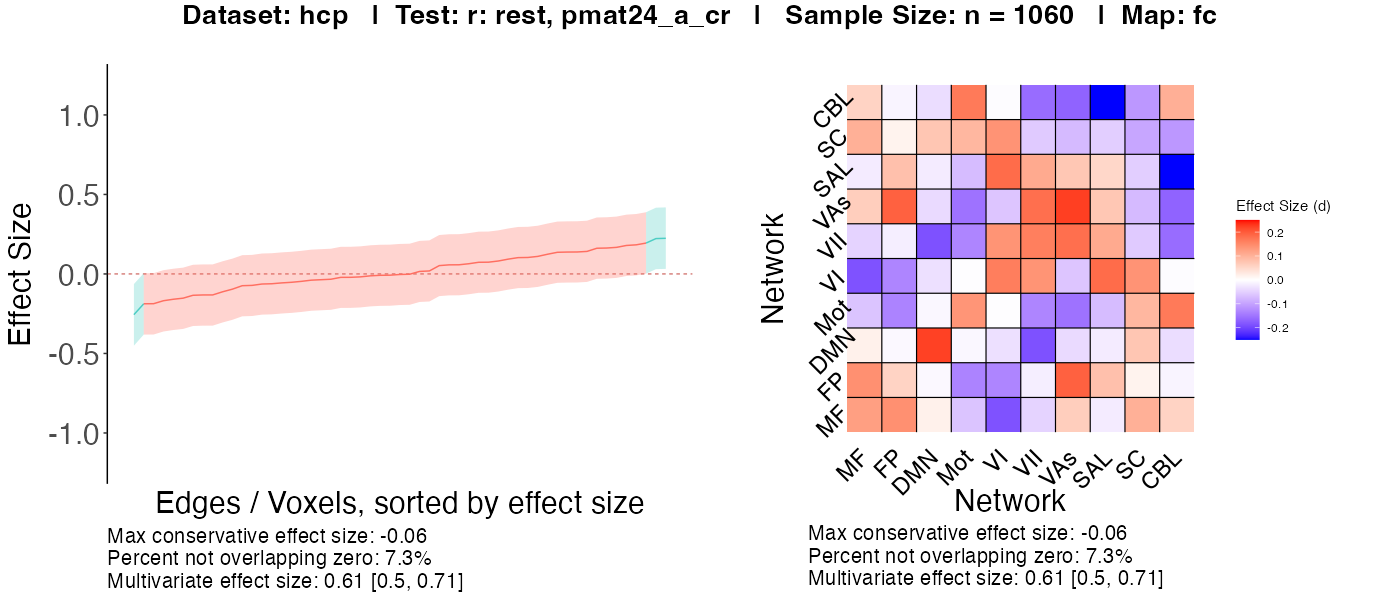 Dataset: hcp | Test: r: rest, pmat24_a_cr | Sample Size: n = 1060 | Map: fc
Effect Size
1.0
0.5
0.0
-0.5
-1.0
Edges / Voxels, sorted by effect size
Max conservative effect size: -0.06
Percent not overlapping zero: 7.3%
Multivariate effect size: 0.61 [0.5, 0.71]
Network
CBL
SC
SAL
VAs
VII
VI
Mot
DMN
FP
MF
MF FP DMN Mot VI VII VAs SAL SC CBL
Network
Max conservative effect size: -0.06
Percent not overlapping zero: 7.3%
Multivariate effect size: 0.61 [0.5, 0.71]
Effect Size (d)
0.2
0.1
0.0
-0.1
-0.2